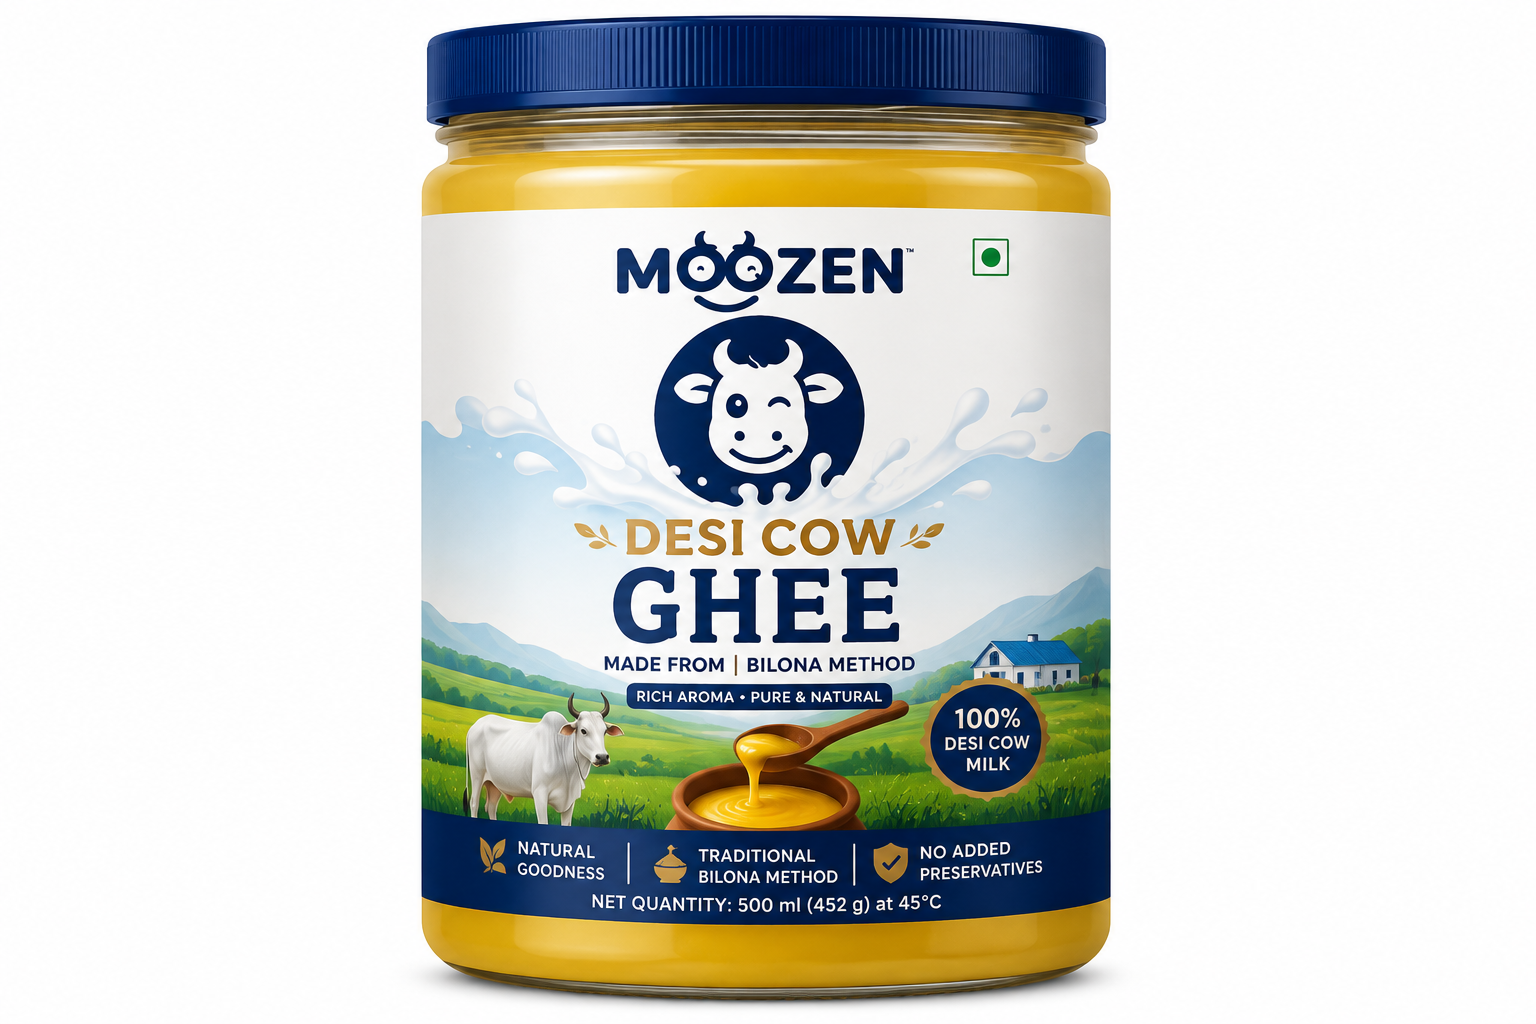 MOOZEN™
DESI COW
GHEE
MADE FROM | BILONA METHOD
RICH AROMA • PURE & NATURAL
100%
DESI COW
MILK
NATURAL
GOODNESS
TRADITIONAL
BILONA METHOD
NO ADDED
PRESERVATIVES
NET QUANTITY: 500 ml (452 g) at 45°C